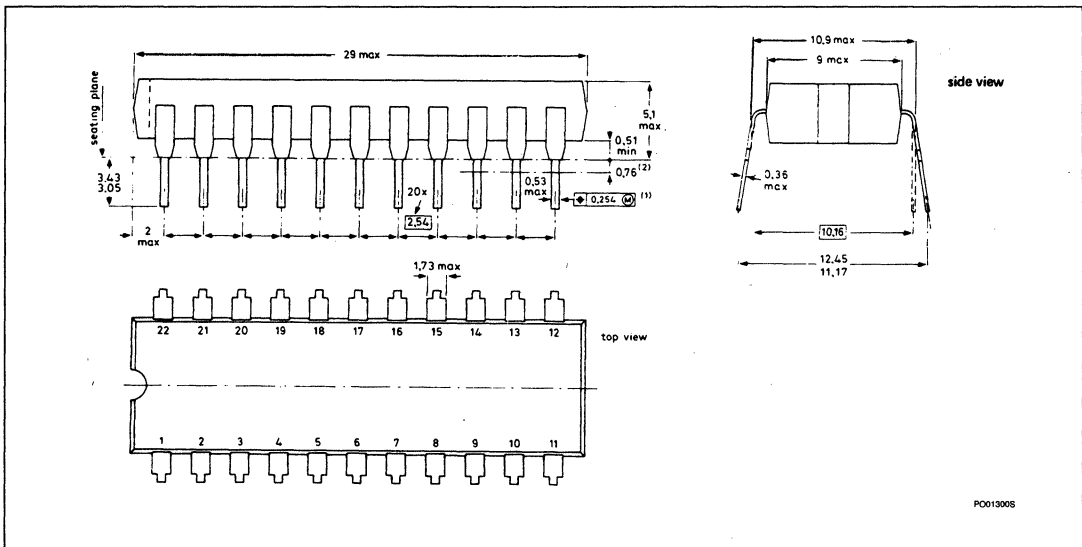 29 max
seating plane
5,1
max
0,51
min
0,76 (2)
3.43
3.05
0,53
max
20x
2,54
0,254 M (1)
2
max
10,9 max
9 max
side view
0,36
max
10,16
12,45
11,17
1,73 max
22 21 20 19 18 17 16 15 14 13 12
top view
1 2 3 4 5 6 7 8 9 10 11
PO01300S